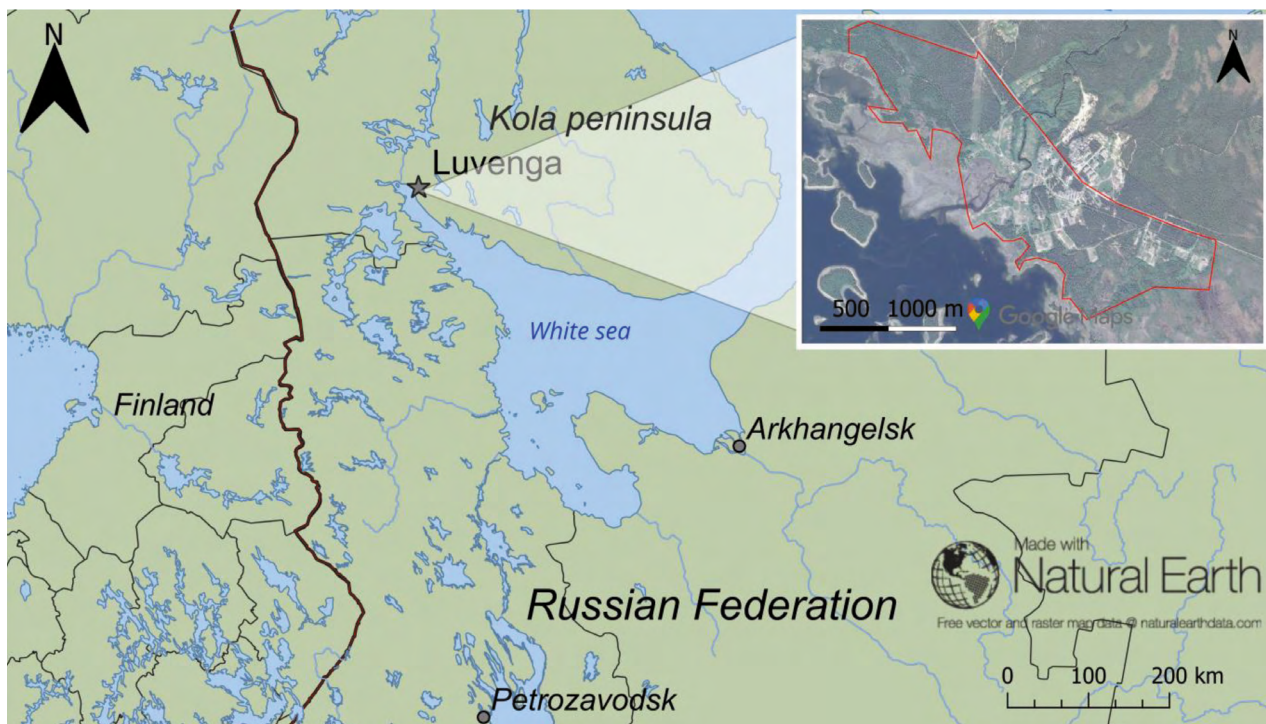 N
N
Kola peninsula
Luvenga
500 1000 m
Google Maps
White sea
Finland
Arkhangelsk
Made with
Natural Earth
Russian Federation
Free vector and raster map data @ naturalearthdata.com
0 100 200 km
Petrozavodsk